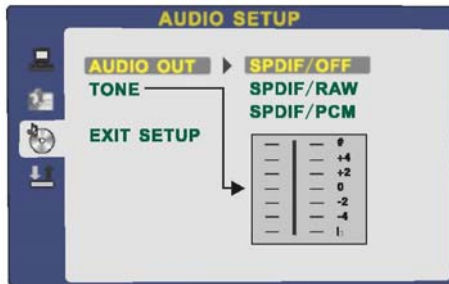 AUDIO SETUP
AUDIO OUT SPDIF/OFF
TONE SPDIF/RAW
SPDIF/PCM
EXIT SETUP
#
+4
+2
0
-2
-4